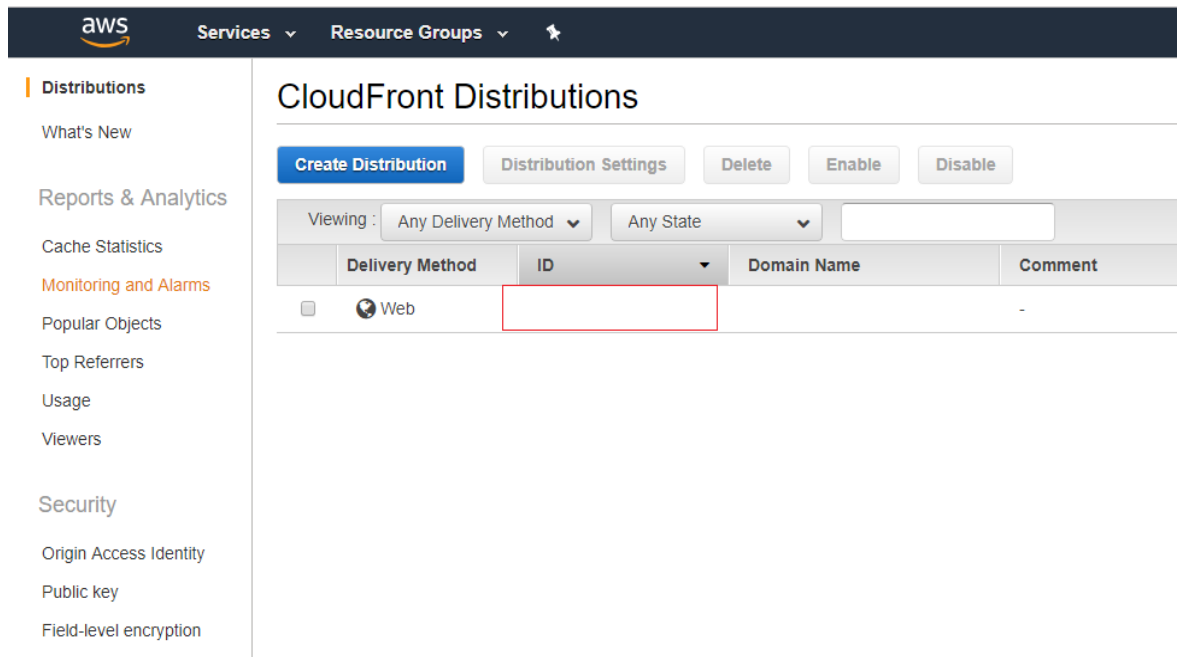 aws Services Resource Groups
Distributions
What's New
Reports & Analytics
Cache Statistics
Monitoring and Alarms
Popular Objects
Top Referrers
Usage
Viewers
Security
Origin Access Identity
Public key
Field-level encryption
CloudFront Distributions
Create Distribution Distribution Settings Delete Enable Disable
Viewing : Any Delivery Method Any State
Delivery Method ID Domain Name Comment
Web -